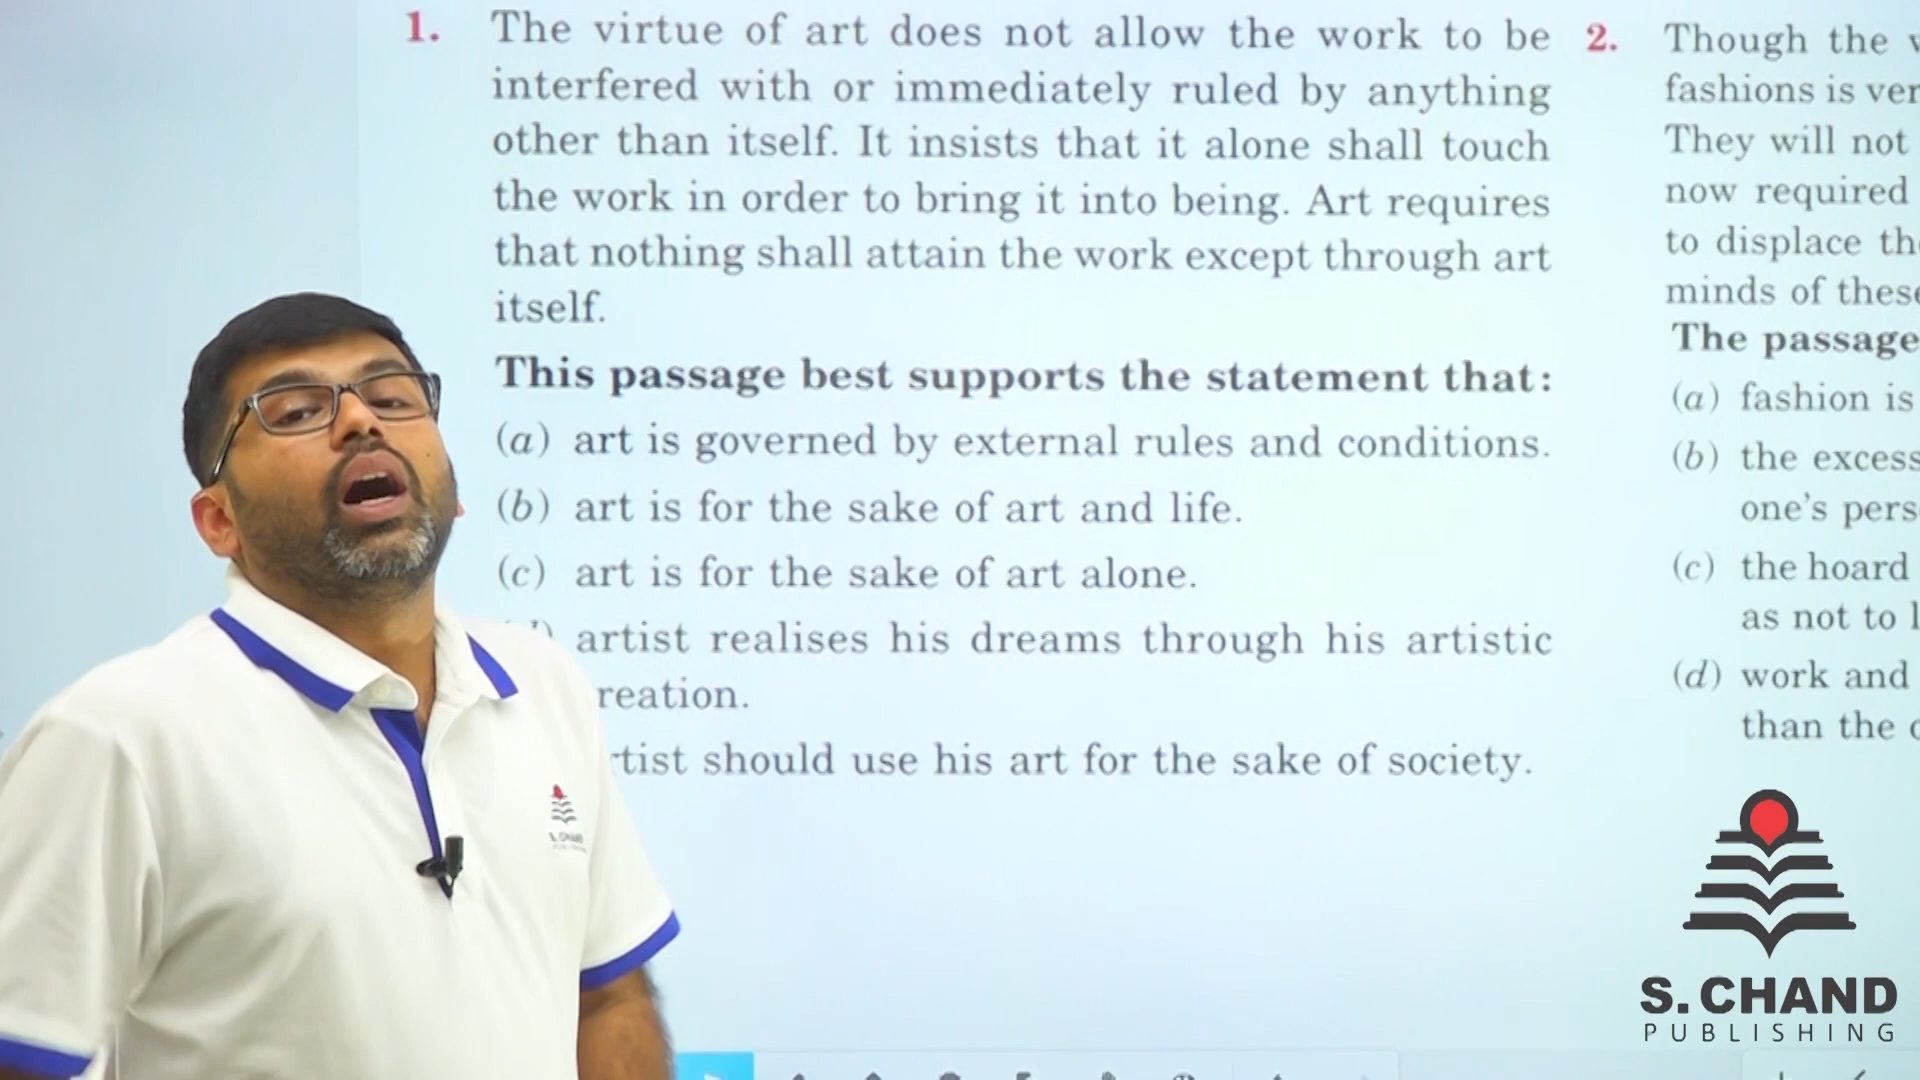 1. The virtue of art does not allow the work to be
interfered with or immediately ruled by anything
other than itself. It insists that it alone shall touch
the work in order to bring it into being. Art requires
that nothing shall attain the work except through art
itself.
This passage best supports the statement that:
(a) art is governed by external rules and conditions.
(b) art is for the sake of art and life.
(c) art is for the sake of art alone.
artist realises his dreams through his artistic
reation.
tist should use his art for the sake of society.
2. Though the
fashions is ver
They will not
now required
to displace th
minds of these
The passage
(a) fashion is
(b) the excess
one's pers
(c) the hoard
as not to
(d) work and
than the
S. CHAND
PUBLISHING
S. CHAND